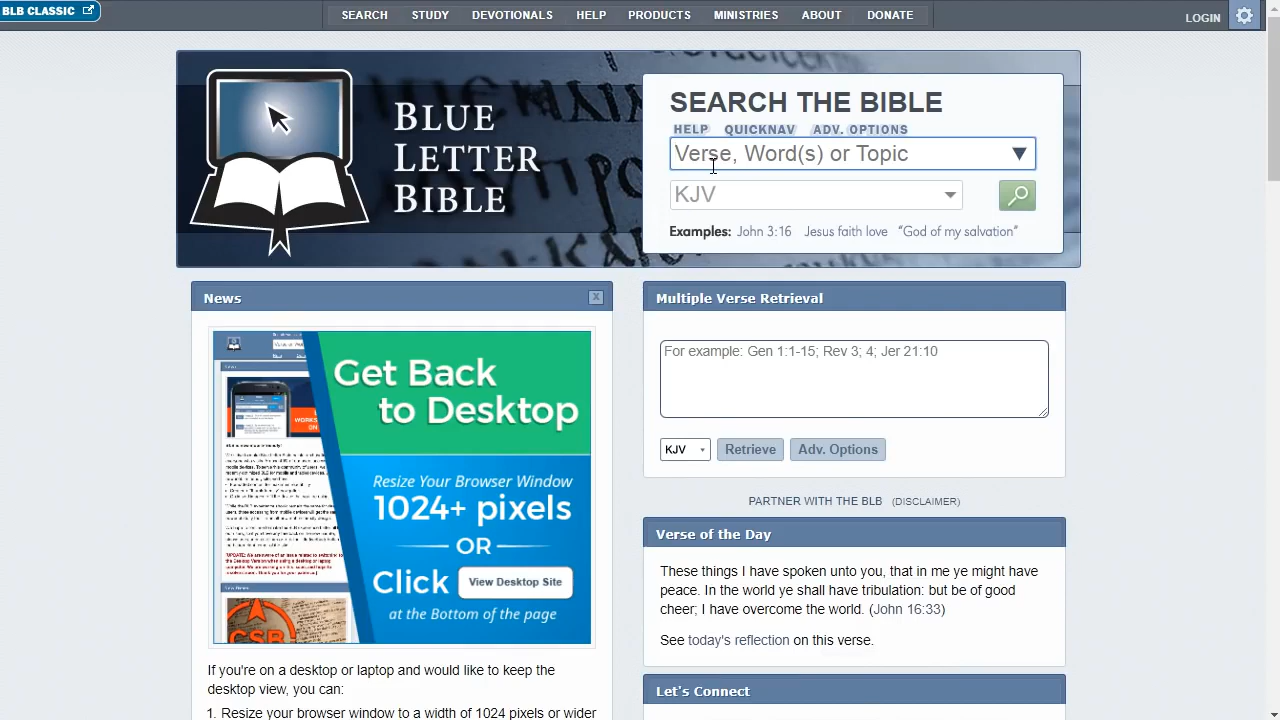 BLB CLASSIC
SEARCH STUDY DEVOTIONALS HELP PRODUCTS MINISTRIES ABOUT DONATE
LOGIN
BLUE
LETTER
BIBLE
SEARCH THE BIBLE
HELP QUICKNAV ADV. OPTIONS
Verse, Word(s) or Topic
KJV
Examples: John 3:16 Jesus faith love “God of my salvation”
News
X
Get Back
to Desktop
Resize Your Browser Window
1024+ pixels
OR
Click View Desktop Site
at the Bottom of the page
CSB
If you're on a desktop or laptop and would like to keep the
desktop view, you can:
1. Resize your browser window to a width of 1024 pixels or wider
Multiple Verse Retrieval
For example: Gen 1:1-15; Rev 3; 4; Jer 21:10
KJV Retrieve Adv. Options
PARTNER WITH THE BLB (DISCLAIMER)
Verse of the Day
These things I have spoken unto you, that in me ye might have
peace. In the world ye shall have tribulation: but be of good
cheer; I have overcome the world. (John 16:33)
See today's reflection on this verse.
Let's Connect